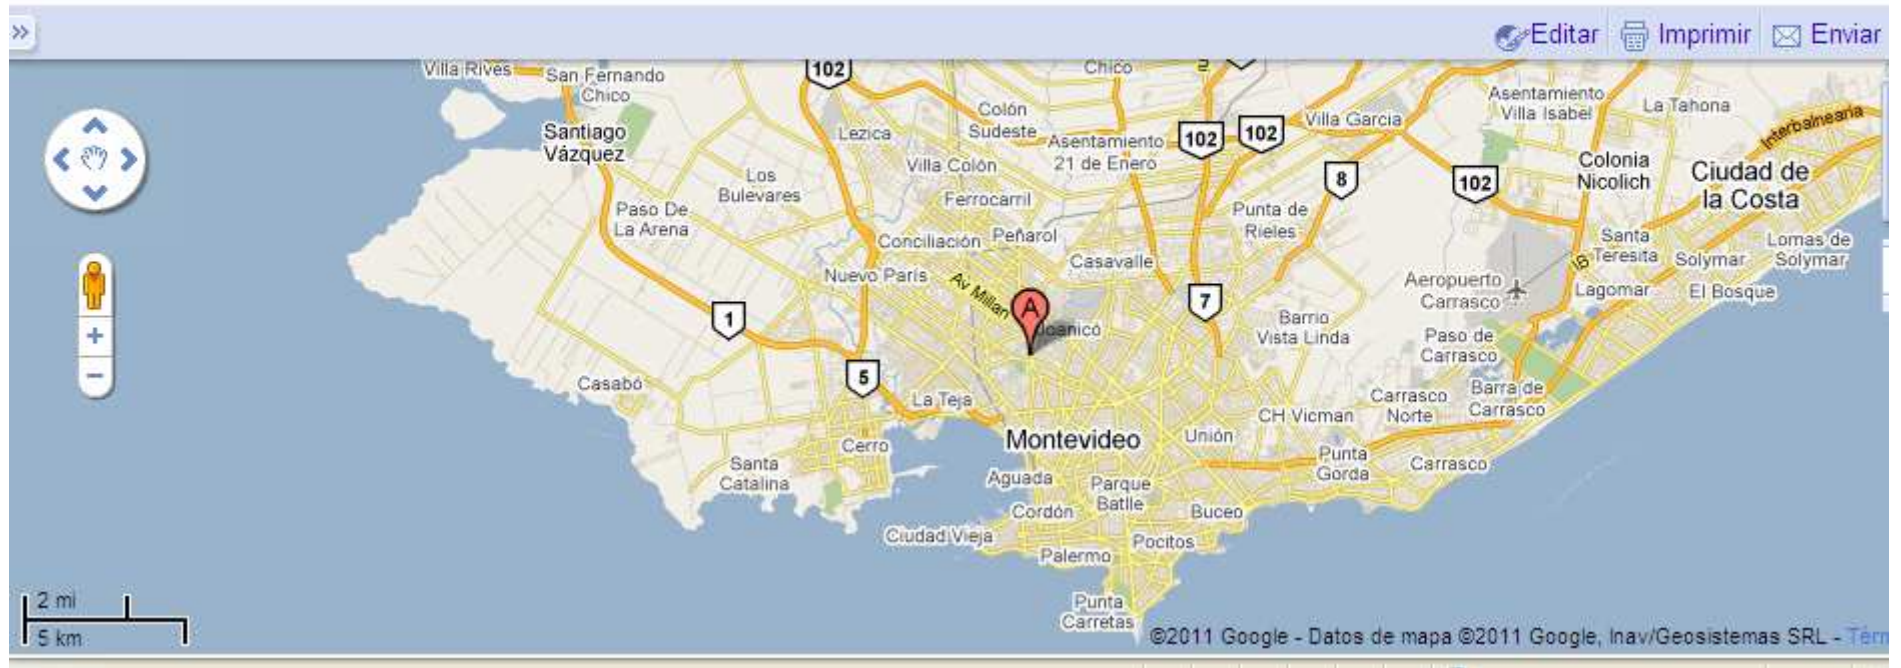 »
Editar Imprimir Enviar
Villa Rives
San Fernando
Chico
102
Chico
Asentamiento
Villa Isabel
La Tahona
Interbalnearia
Santiago
Vázquez
Lezica
Colón
Sudeste
Asentamiento
21 de Enero
102
102
Villa Garcia
Villa Colón
Los
Bulevares
8
102
Colonia
Nicolich
Ciudad de
la Costa
Ferrocarril
Paso De
La Arena
Conciliación
Peñarol
Punta de
Rieles
Santa
Teresita
Lomas de
Solymar
Solymar
Nuevo París
Av Millan
Casavalle
Aeropuerto
Carrasco
Lagomar
El Bosque
1
A
Joanicó
7
Barrio
Vista Linda
Paso de
Carrasco
5
Casabó
La Teja
Carrasco
Norte
Barra de
Carrasco
CH Vicman
Montevideo
Unión
Cerro
Santa
Catalina
Aguada
Parque
Batlle
Punta
Gorda
Carrasco
Cordón
Buceo
Ciudad Vieja
Palermo
Pocitos
Punta
Carretas
2 mi
5 km
©2011 Google - Datos de mapa ©2011 Google, Inav/Geosistemas SRL - Térm